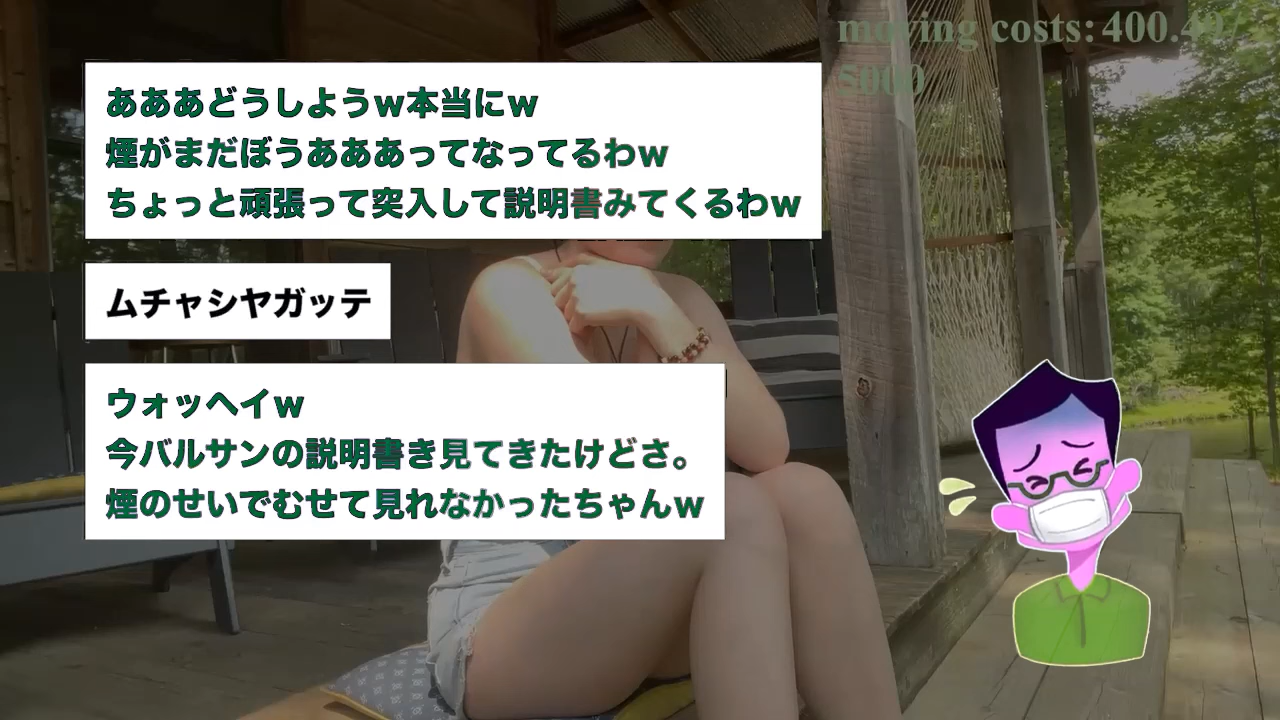 moving costs: 400.49/
5000
あああどうしようｗ本当にｗ
煙がまだぼうあああってなってるわｗ
ちょっと頑張って突入して説明書みてくるわｗ
ムチャシヤガッテ
ウォッヘイｗ
今バルサンの説明書き見てきたけどさ。
煙のせいでむせて見れなかったちゃんｗ